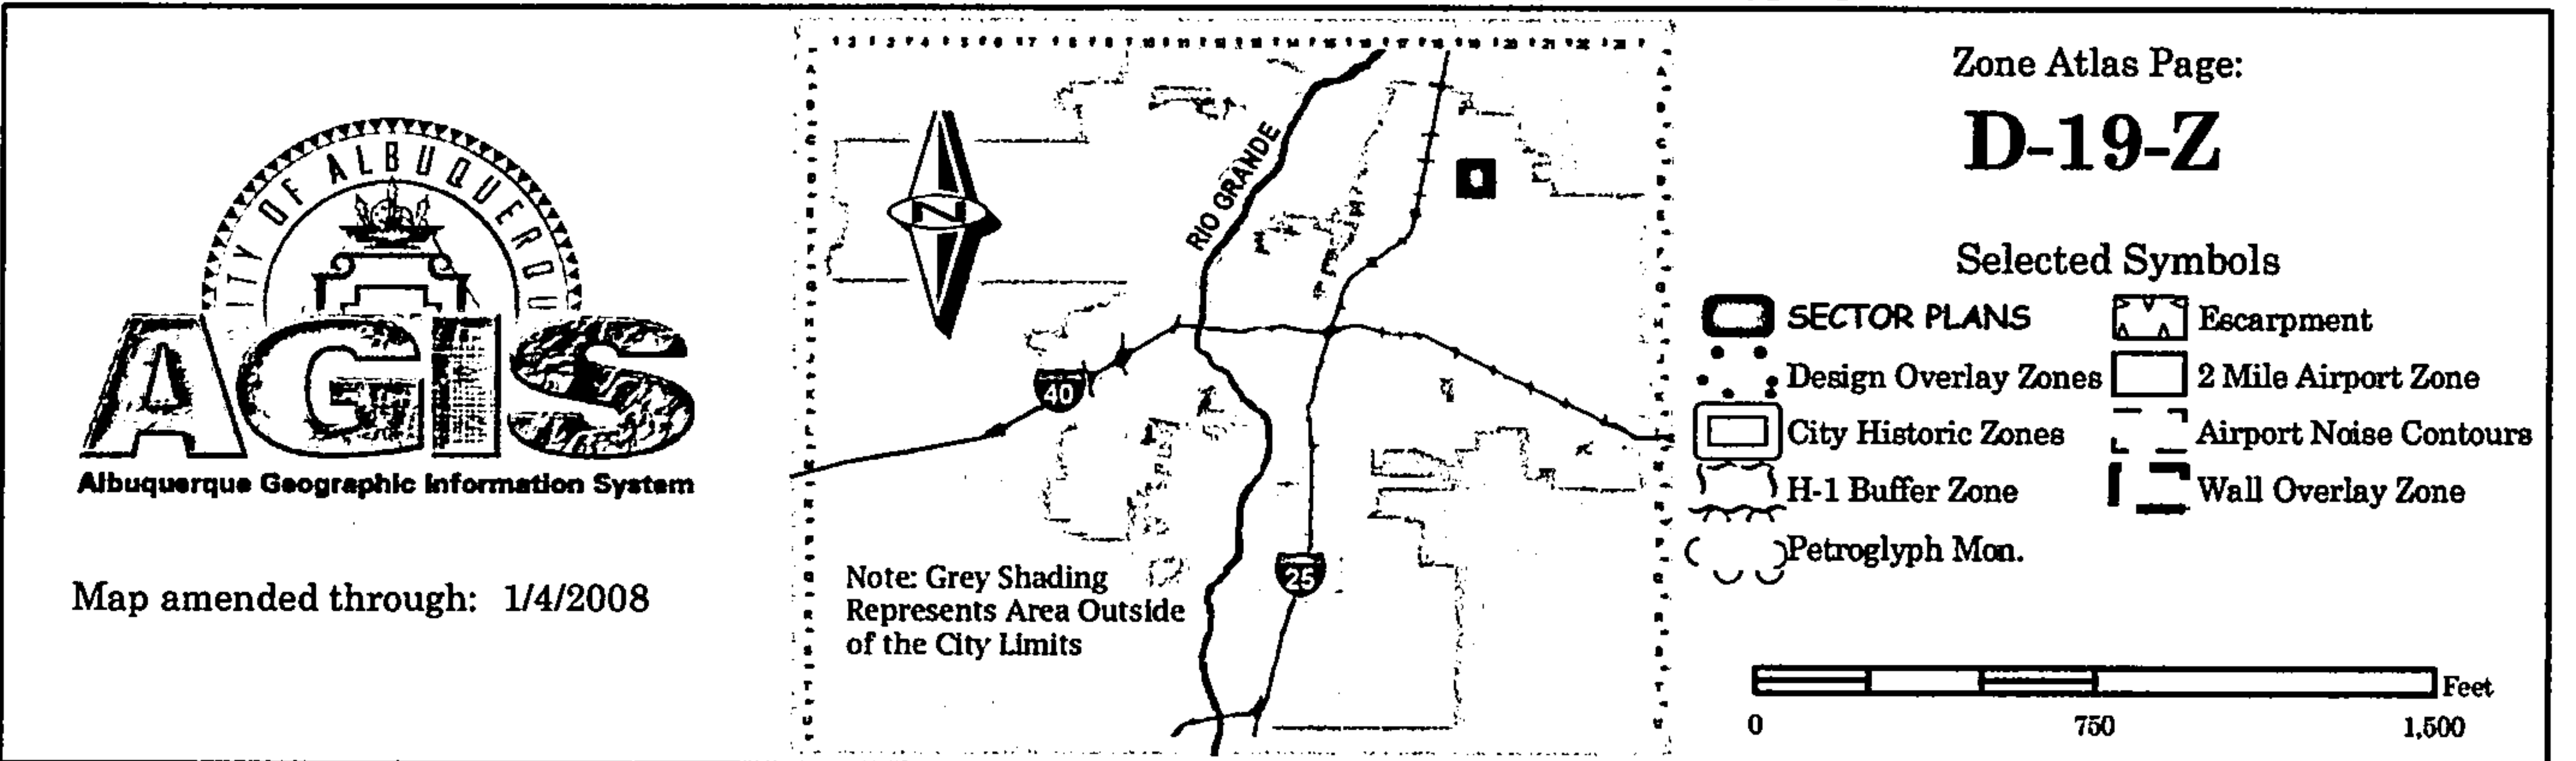 CITY OF ALBUQUERQU
AGIS
Albuquerque Geographic Information System
Map amended through: 1/4/2008
RIO GRANDE
N
40
25
Note: Grey Shading
Represents Area Outside
of the City Limits
Zone Atlas Page:
D-19-Z
Selected Symbols
SECTOR PLANS
Escarpment
Design Overlay Zones
2 Mile Airport Zone
City Historic Zones
Airport Noise Contours
H-1 Buffer Zone
Wall Overlay Zone
Petroglyph Mon.
Feet
0 750 1,500